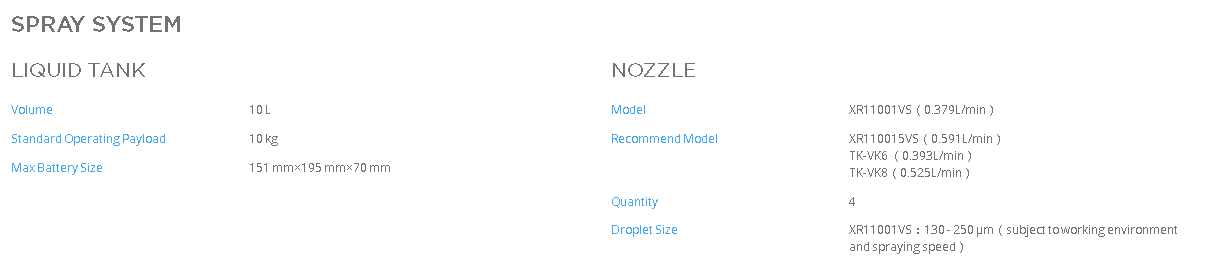 SPRAY SYSTEM
LIQUID TANK
Volume 10 L
Standard Operating Payload 10 kg
Max Battery Size 151 mm×195 mm×70 mm
NOZZLE
Model XR11001VS ( 0.379L/min )
Recommend Model XR110015VS ( 0.591L/min )
TK-VK6 ( 0.393L/min )
TK-VK8 ( 0.525L/min )
Quantity 4
Droplet Size XR11001VS : 130 - 250 μm ( subject to working environment
and spraying speed )